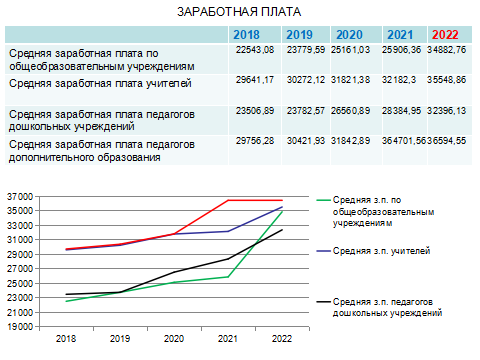 ЗАРАБОТНАЯ ПЛАТА
2018 2019 2020 2021 2022
Средняя заработная плата по 22543,08 23779,59 25161,03 25906,36 34882,76
общеобразовательным учреждениям
Средняя заработная плата учителей 29641,17 30272,12 31821,38 32182,3 35548,86
Средняя заработная плата педагогов 23506,89 23782,57 26560,89 28384,95 32396,13
дошкольных учреждений
Средняя заработная плата педагогов 29756,28 30421,93 31842,89 364701,56 36594,55
дополнительного образования
37000
35000
33000
31000
29000
27000
25000
23000
21000
19000
2018 2019 2020 2021 2022
Средняя з.п. по
общеобразовательным
учреждениям
Средняя з.п. учителей
Средняя з.п. педагогов
дошкольных учреждений